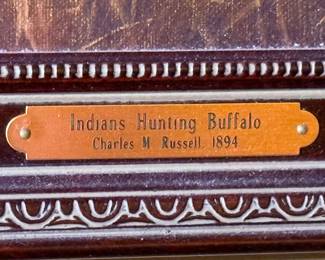 Indians Hunting Buffalo
Charles M Russell 1894